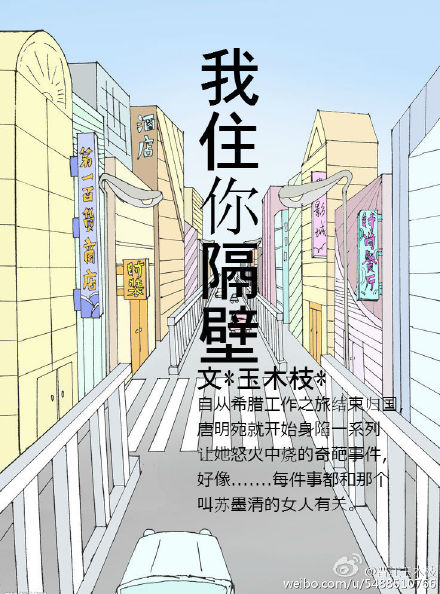 我住你隔壁
文*玉木枝*
自从希腊工作之旅结束归国，
唐明宛就开始身陷一系列
让她怒火中烧的奇葩事件，
好像.......每件事都和那个
叫苏墨清的女人有关。
第一百货商店
酒店
时装
影城
时尚餐厅
weibo.com/u/5488510766